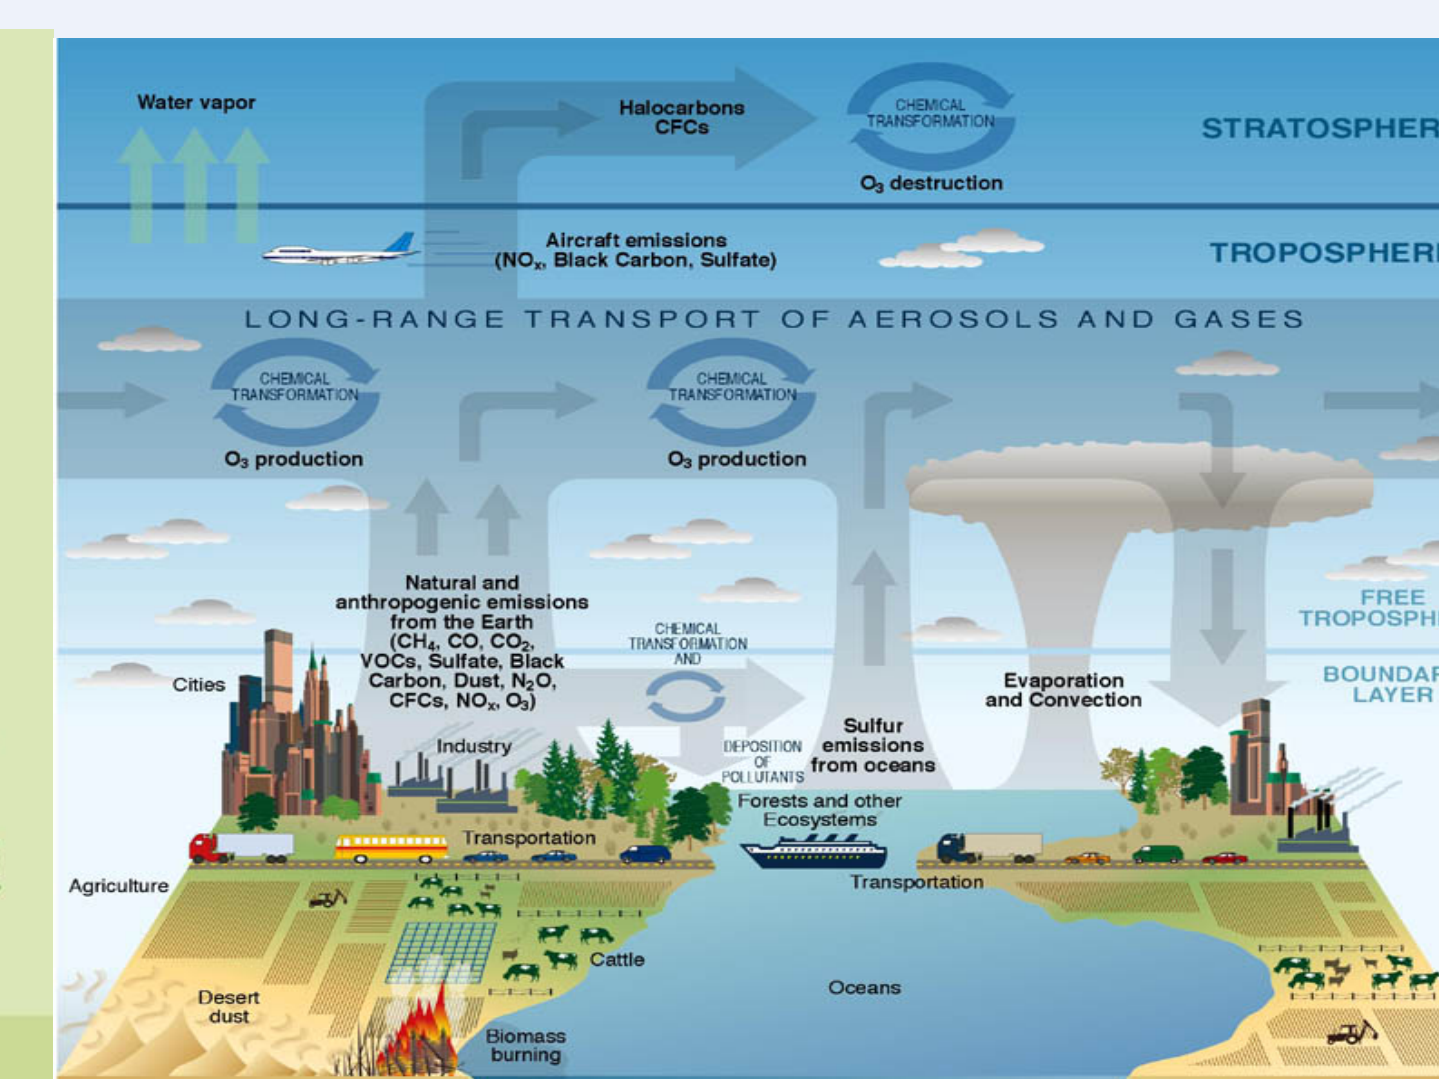 Water vapor
Halocarbons
CFCs
CHEMICAL
TRANSFORMATION
O₃ destruction
STRATOSPHER
Aircraft emissions
(NOₓ, Black Carbon, Sulfate)
TROPOSPHER
LONG-RANGE TRANSPORT OF AEROSOLS AND GASES
CHEMICAL
TRANSFORMATION
O₃ production
CHEMICAL
TRANSFORMATION
O₃ production
Natural and
anthropogenic emissions
from the Earth
(CH₄, CO, CO₂,
VOCs, Sulfate, Black
Carbon, Dust, N₂O,
CFCs, NOₓ, O₃)
CHEMICAL
TRANSFORMATION
AND
DEPOSITION
OF
POLLUTANTS
FREE
TROPOSPH
BOUNDAR
LAYER
Cities
Industry
Sulfur
emissions
from oceans
Evaporation
and Convection
Forests and other
Ecosystems
Transportation
Transportation
Agriculture
Cattle
Oceans
Desert
dust
Biomass
burning